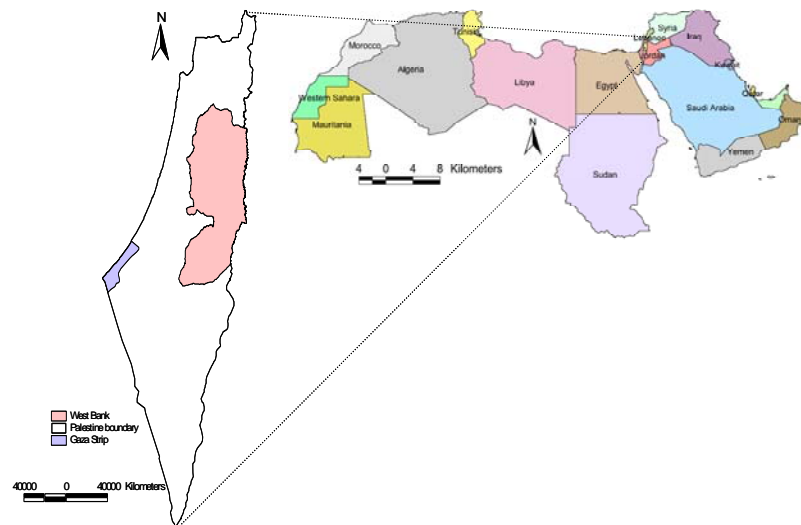 N
Morocco
Tunisia
Algeria
Libya
Egypt
Western Sahara
Mauritania
Sudan
Syria
Lebanon
Iraq
Jordan
Kuwait
Qatar
Saudi Arabia
Oman
Yemen
N
4 0 4 8 Kilometers
West Bank
Palestine boundary
Gaza Strip
40000 0 40000 Kilometers